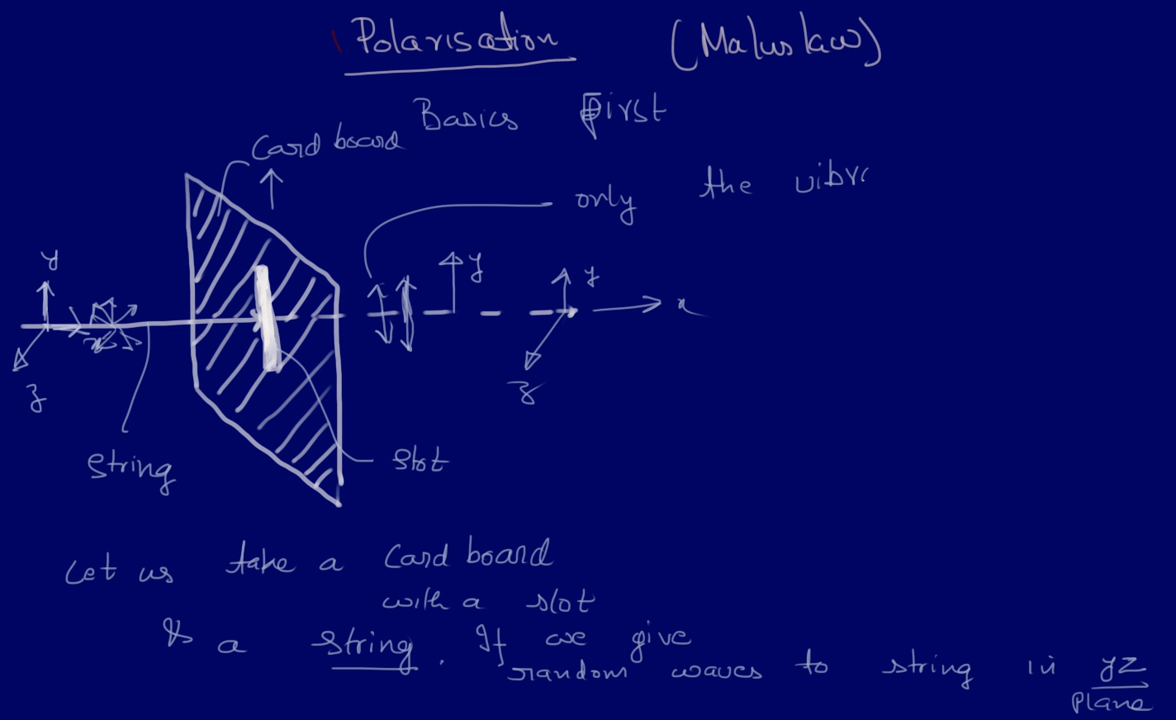 Polarisation (Malus law)
Basics First
Card board
only the vibra
y
y
y
x
z
z
string
slot
Let us take a Card board
with a slot
& a string. If we give
random waves to string in yz
plane